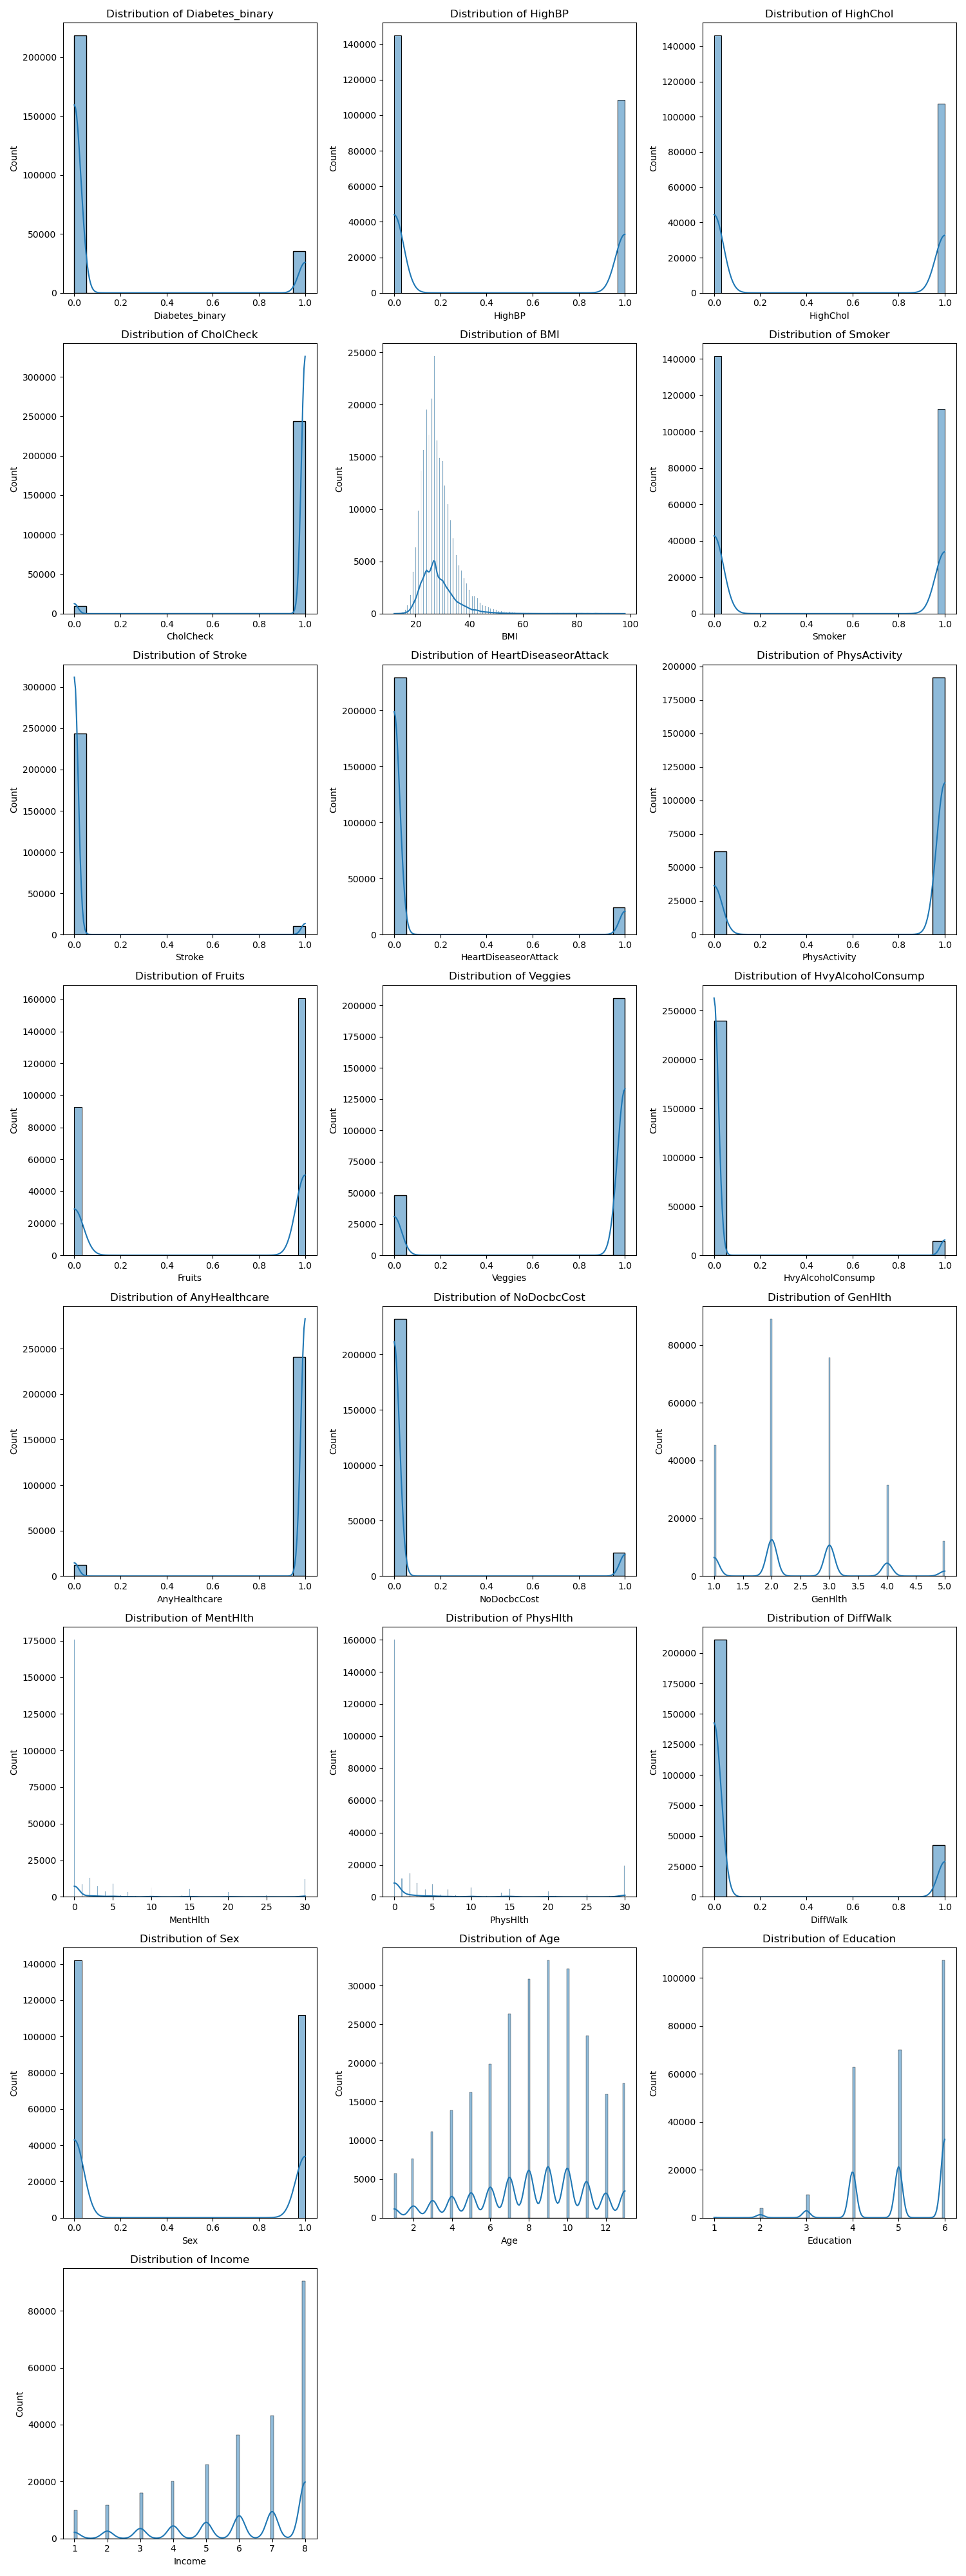 Distribution of Diabetes_binary
Count
200000
150000
100000
50000
0
0.0 0.2 0.4 0.6 0.8 1.0
Diabetes_binary
Distribution of HighBP
Count
140000
120000
100000
80000
60000
40000
20000
0
0.0 0.2 0.4 0.6 0.8 1.0
HighBP
Distribution of HighChol
Count
140000
120000
100000
80000
60000
40000
20000
0
0.0 0.2 0.4 0.6 0.8 1.0
HighChol
Distribution of CholCheck
Count
300000
250000
200000
150000
100000
50000
0
0.0 0.2 0.4 0.6 0.8 1.0
CholCheck
Distribution of BMI
Count
25000
20000
15000
10000
5000
0
20 40 60 80 100
BMI
Distribution of Smoker
Count
140000
120000
100000
80000
60000
40000
20000
0
0.0 0.2 0.4 0.6 0.8 1.0
Smoker
Distribution of Stroke
Count
300000
250000
200000
150000
100000
50000
0
0.0 0.2 0.4 0.6 0.8 1.0
Stroke
Distribution of HeartDiseaseorAttack
Count
200000
150000
100000
50000
0
0.0 0.2 0.4 0.6 0.8 1.0
HeartDiseaseorAttack
Distribution of PhysActivity
Count
200000
175000
150000
125000
100000
75000
50000
25000
0
0.0 0.2 0.4 0.6 0.8 1.0
PhysActivity
Distribution of Fruits
Count
160000
140000
120000
100000
80000
60000
40000
20000
0
0.0 0.2 0.4 0.6 0.8 1.0
Fruits
Distribution of Veggies
Count
200000
175000
150000
125000
100000
75000
50000
25000
0
0.0 0.2 0.4 0.6 0.8 1.0
Veggies
Distribution of HvyAlcoholConsump
Count
250000
200000
150000
100000
50000
0
0.0 0.2 0.4 0.6 0.8 1.0
HvyAlcoholConsump
Distribution of AnyHealthcare
Count
250000
200000
150000
100000
50000
0
0.0 0.2 0.4 0.6 0.8 1.0
AnyHealthcare
Distribution of NoDocbcCost
Count
200000
150000
100000
50000
0
0.0 0.2 0.4 0.6 0.8 1.0
NoDocbcCost
Distribution of GenHlth
Count
80000
60000
40000
20000
0
1.0 1.5 2.0 2.5 3.0 3.5 4.0 4.5 5.0
GenHlth
Distribution of MentHlth
Count
175000
150000
125000
100000
75000
50000
25000
0
0 5 10 15 20 25 30
MentHlth
Distribution of PhysHlth
Count
160000
140000
120000
100000
80000
60000
40000
20000
0
0 5 10 15 20 25 30
PhysHlth
Distribution of DiffWalk
Count
200000
175000
150000
125000
100000
75000
50000
25000
0
0.0 0.2 0.4 0.6 0.8 1.0
DiffWalk
Distribution of Sex
Count
140000
120000
100000
80000
60000
40000
20000
0
0.0 0.2 0.4 0.6 0.8 1.0
Sex
Distribution of Age
Count
30000
25000
20000
15000
10000
5000
0
2 4 6 8 10 12
Age
Distribution of Education
Count
100000
80000
60000
40000
20000
0
1 2 3 4 5 6
Education
Distribution of Income
Count
80000
60000
40000
20000
0
1 2 3 4 5 6 7 8
Income